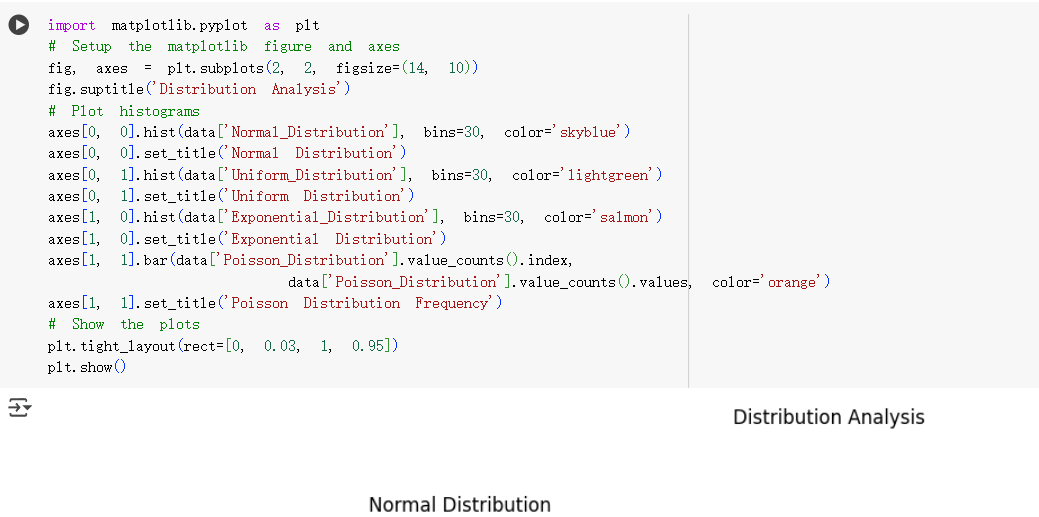 import matplotlib.pyplot as plt
# Setup the matplotlib figure and axes
fig, axes = plt.subplots(2, 2, figsize=(14, 10))
fig.suptitle('Distribution Analysis')
# Plot histograms
axes[0, 0].hist(data['Normal_Distribution'], bins=30, color='skyblue')
axes[0, 0].set_title('Normal Distribution')
axes[0, 1].hist(data['Uniform_Distribution'], bins=30, color='lightgreen')
axes[0, 1].set_title('Uniform Distribution')
axes[1, 0].hist(data['Exponential_Distribution'], bins=30, color='salmon')
axes[1, 0].set_title('Exponential Distribution')
axes[1, 1].bar(data['Poisson_Distribution'].value_counts().index,
data['Poisson_Distribution'].value_counts().values, color='orange')
axes[1, 1].set_title('Poisson Distribution Frequency')
# Show the plots
plt.tight_layout(rect=[0, 0.03, 1, 0.95])
plt.show()
Distribution Analysis
Normal Distribution